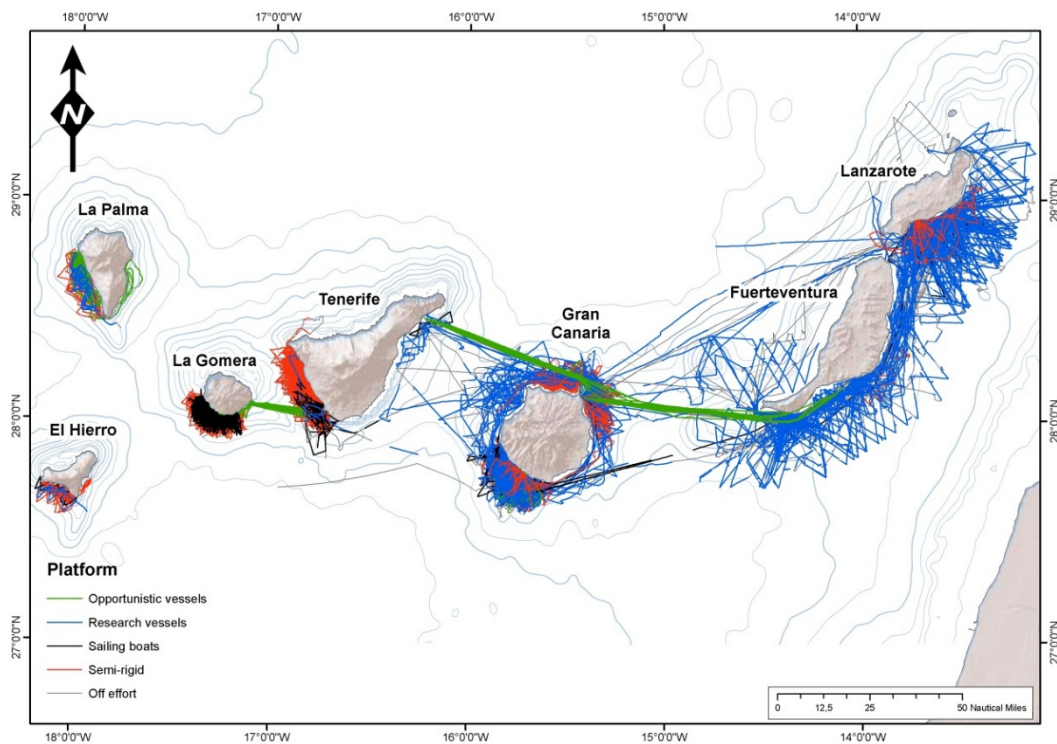 18°0'0"W 17°0'0"W 16°0'0"W 15°0'0"W 14°0'0"W
N
29°0'0"N
28°0'0"N
27°0'0"N
La Palma
Tenerife
La Gomera
El Hierro
Gran
Canaria
Lanzarote
Fuerteventura
29°0'0"N
28°0'0"N
27°0'0"N
Platform
Opportunistic vessels
Research vessels
Sailing boats
Semi-rigid
Off effort
0 12,5 25 50 Nautical Miles
18°0'0"W 17°0'0"W 16°0'0"W 15°0'0"W 14°0'0"W